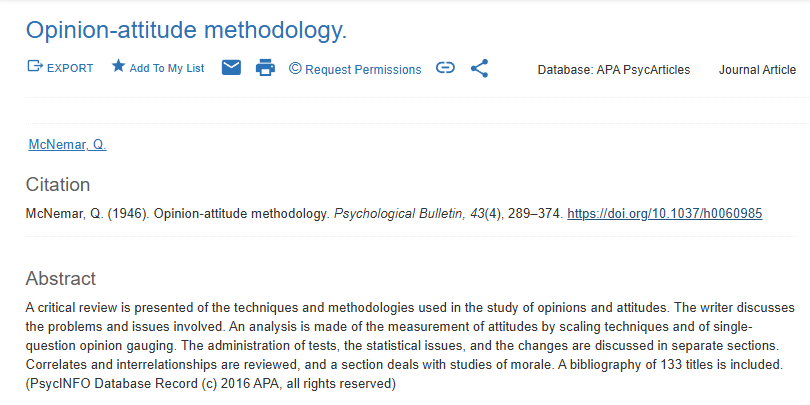 Opinion-attitude methodology.
EXPORT Add To My List © Request Permissions Database: APA PsycArticles Journal Article
McNemar, Q.
Citation
McNemar, Q. (1946). Opinion-attitude methodology. Psychological Bulletin, 43(4), 289–374. https://doi.org/10.1037/h0060985
Abstract
A critical review is presented of the techniques and methodologies used in the study of opinions and attitudes. The writer discusses
the problems and issues involved. An analysis is made of the measurement of attitudes by scaling techniques and of single-
question opinion gauging. The administration of tests, the statistical issues, and the changes are discussed in separate sections.
Correlates and interrelationships are reviewed, and a section deals with studies of morale. A bibliography of 133 titles is included.
(PsycINFO Database Record (c) 2016 APA, all rights reserved)